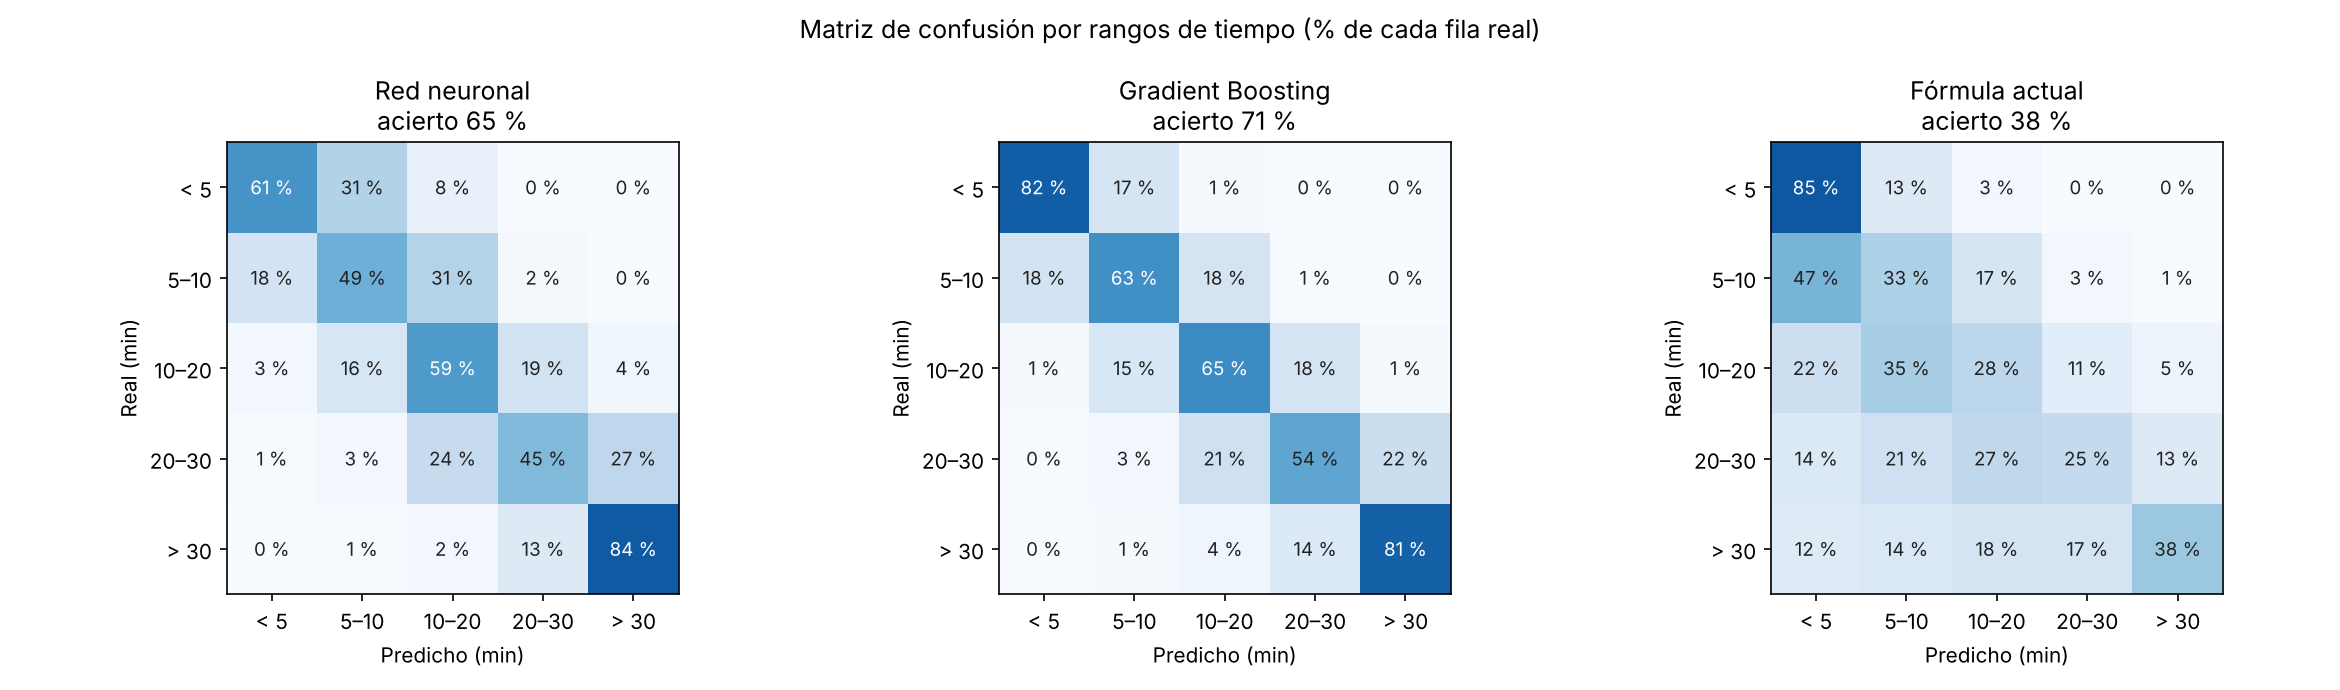 Matriz de confusión por rangos de tiempo (% de cada fila real)
Red neuronal
acierto 65 %
Real (min)
< 5 61 % 31 % 8 % 0 % 0 %
5–10 18 % 49 % 31 % 2 % 0 %
10–20 3 % 16 % 59 % 19 % 4 %
20–30 1 % 3 % 24 % 45 % 27 %
> 30 0 % 1 % 2 % 13 % 84 %
< 5 5–10 10–20 20–30 > 30
Predicho (min)
Gradient Boosting
acierto 71 %
Real (min)
< 5 82 % 17 % 1 % 0 % 0 %
5–10 18 % 63 % 18 % 1 % 0 %
10–20 1 % 15 % 65 % 18 % 1 %
20–30 0 % 3 % 21 % 54 % 22 %
> 30 0 % 1 % 4 % 14 % 81 %
< 5 5–10 10–20 20–30 > 30
Predicho (min)
Fórmula actual
acierto 38 %
Real (min)
< 5 85 % 13 % 3 % 0 % 0 %
5–10 47 % 33 % 17 % 3 % 1 %
10–20 22 % 35 % 28 % 11 % 5 %
20–30 14 % 21 % 27 % 25 % 13 %
> 30 12 % 14 % 18 % 17 % 38 %
< 5 5–10 10–20 20–30 > 30
Predicho (min)